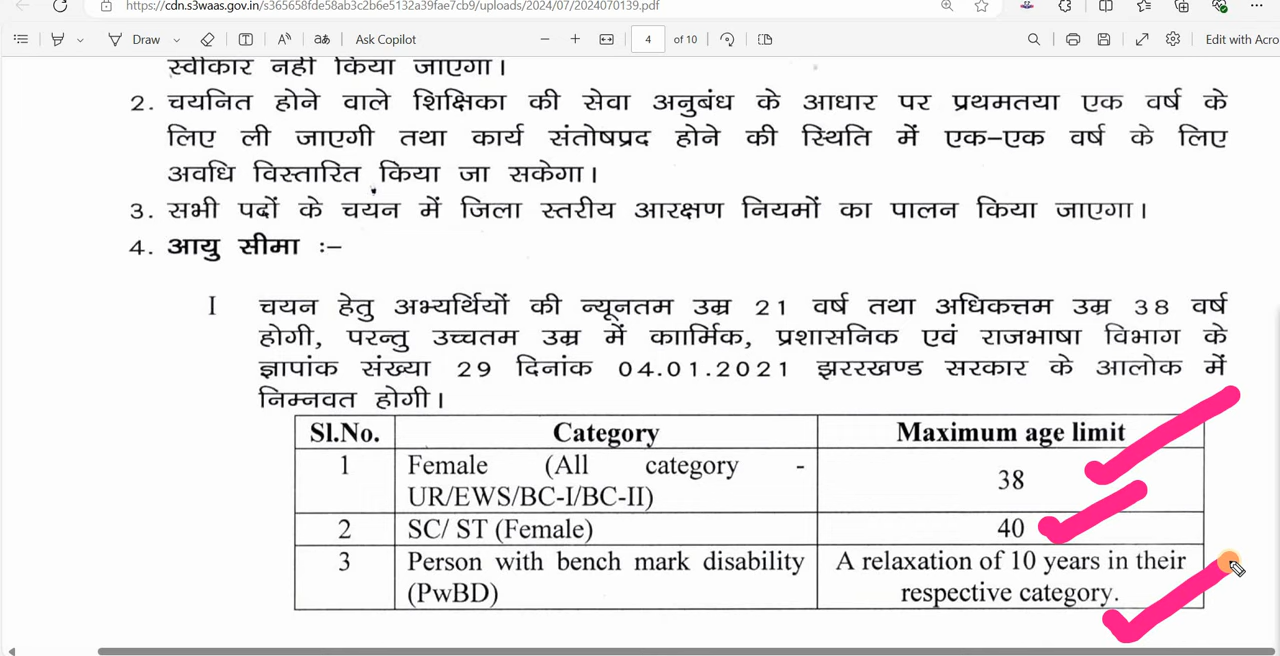 https://cdn.s3waas.gov.in/s365658fde58ab3c2b6e5132a39fae7cb9/uploads/2024/07/2024070139.pdf
Draw aあ Ask Copilot 4 of 10 Edit with Acro
स्वीकार नहीं किया जाएगा।
2. चयनित होने वाले शिक्षिका की सेवा अनुबंध के आधार पर प्रथमतया एक वर्ष के
लिए ली जाएगी तथा कार्य संतोषप्रद होने की स्थिति में एक–एक वर्ष के लिए
अवधि विस्तारित किया जा सकेगा।
3. सभी पदों के चयन में जिला स्तरीय आरक्षण नियमों का पालन किया जाएगा।
4. आयु सीमा :–
I चयन हेतु अभ्यर्थियों की न्यूनतम उम्र 21 वर्ष तथा अधिकत्तम उम्र 38 वर्ष
होगी, परन्तु उच्चतम उम्र में काार्मिक, प्रशासनिक एवं राजभाषा विभाग के
ज्ञापांक संख्या 29 दिनांक 04.01.2021 झररखण्ड सरकार के आलोक में
निम्नवत होगी।
Sl.No. Category Maximum age limit
1 Female (All category - 38
UR/EWS/BC-I/BC-II)
2 SC/ ST (Female) 40
3 Person with bench mark disability A relaxation of 10 years in their
(PwBD) respective category.